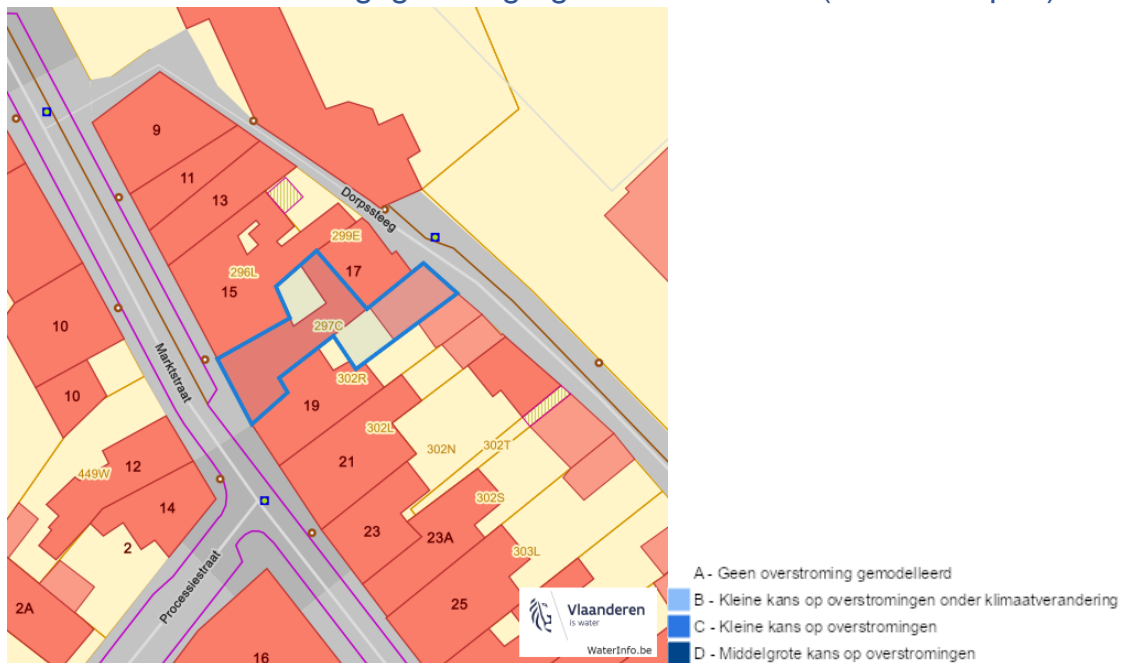 9
11
13
Dorpssteeg
299E
17
296L
15
297C
10
Marktstraat
302R
10
19
302L
302N
302T
449W
12
21
302S
14
23
23A
2
303L
Processiestraat
2A
25
16
Vlaanderen
is water
WaterInfo.be
A - Geen overstroming gemodelleerd
B - Kleine kans op overstromingen onder klimaatverandering
C - Kleine kans op overstromingen
D - Middelgrote kans op overstromingen